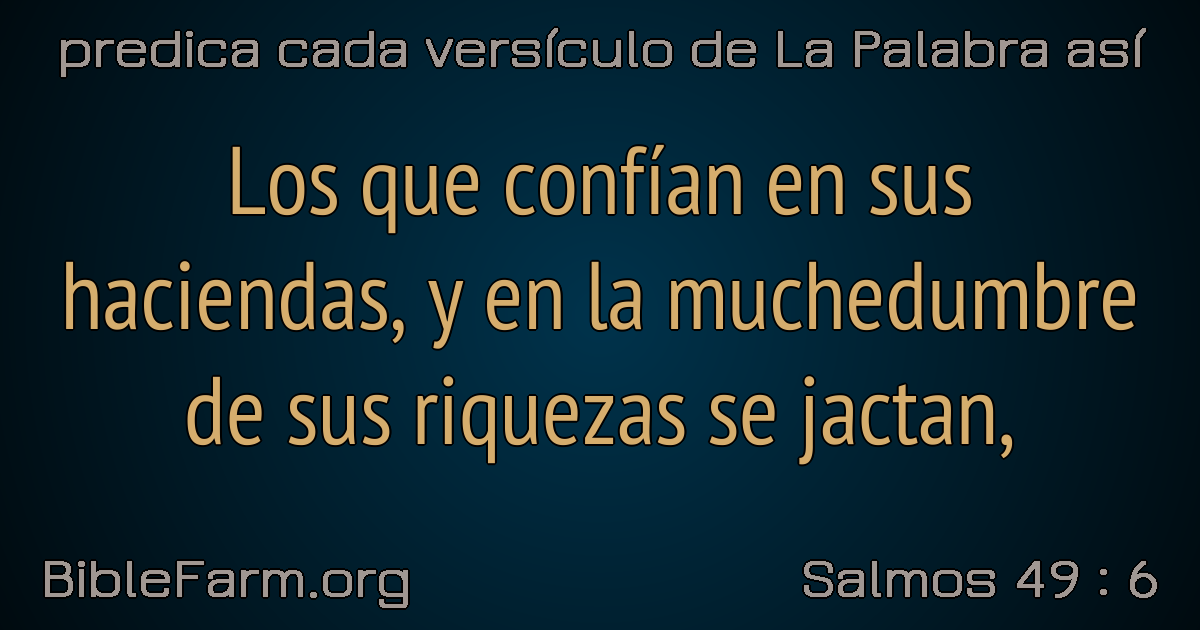 predica cada versículo de La Palabra así
Los que confían en sus
haciendas, y en la muchedumbre
de sus riquezas se jactan,
BibleFarm.org
Salmos 49 : 6